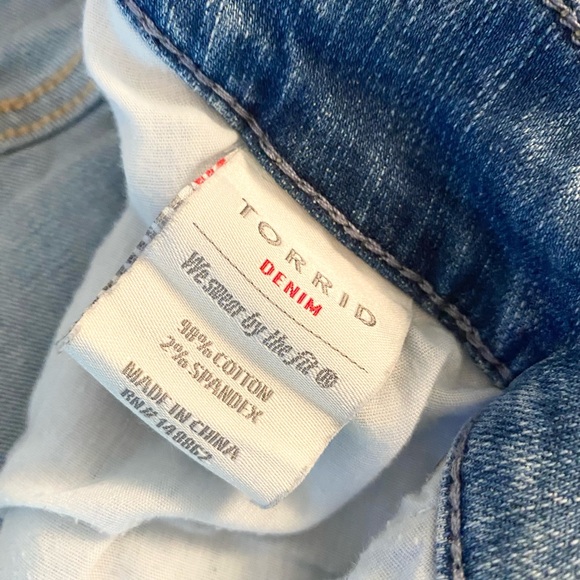 TORRID
DENIM
We swear by the fit ®
98% COTTON
2% SPANDEX
MADE IN CHINA
RN# 148862